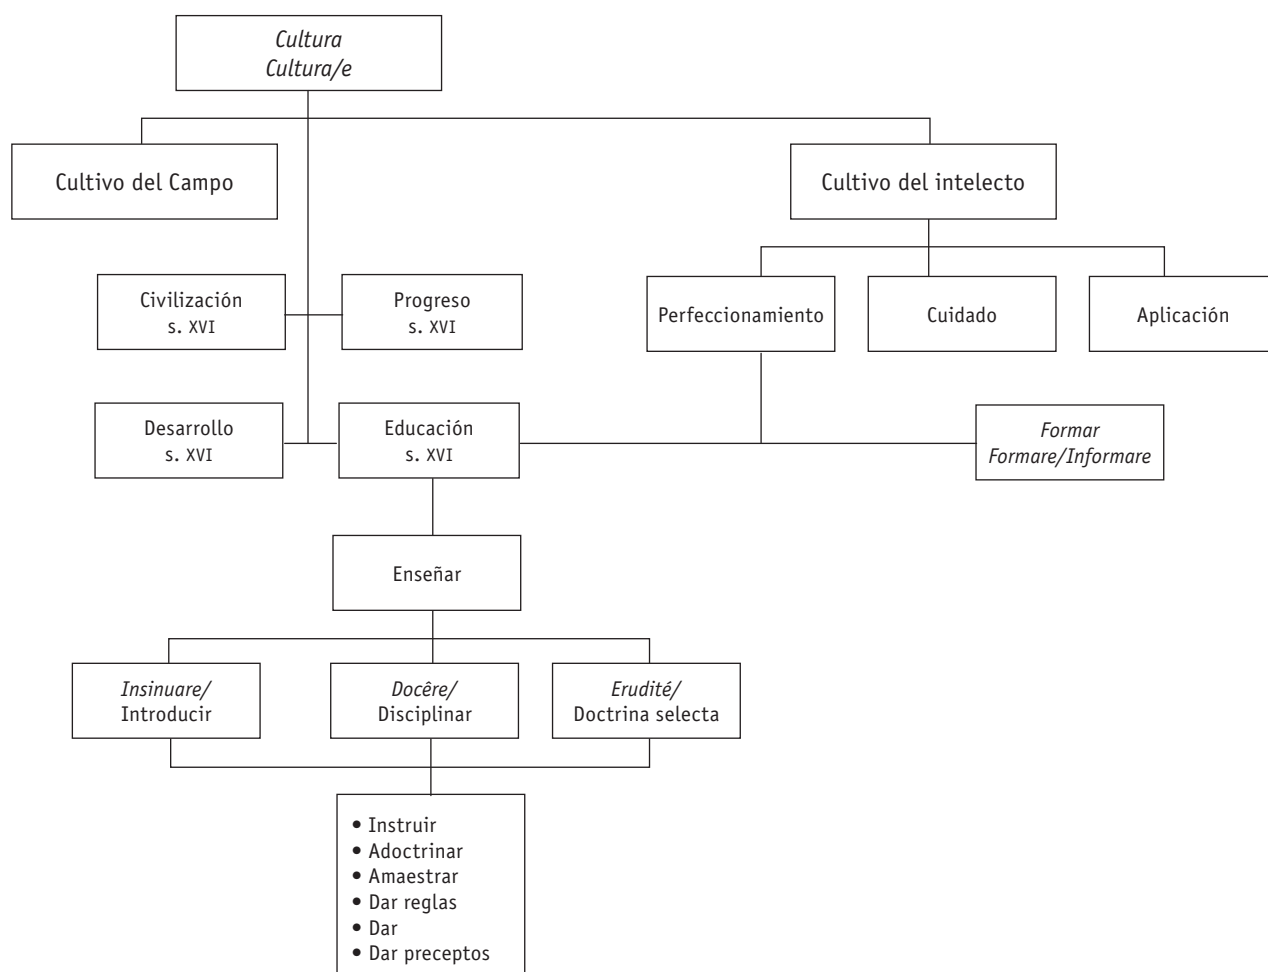 Cultura
Cultura/e
Cultivo del Campo
Cultivo del intelecto
Civilización
s. XVI
Progreso
s. XVI
Perfeccionamiento
Cuidado
Aplicación
Desarrollo
s. XVI
Educación
s. XVI
Formar
Formare/Informare
Enseñar
Insinuare/
Introducir
Docêre/
Disciplinar
Erudité/
Doctrina selecta
• Instruir
• Adoctrinar
• Amaestrar
• Dar reglas
• Dar
• Dar preceptos